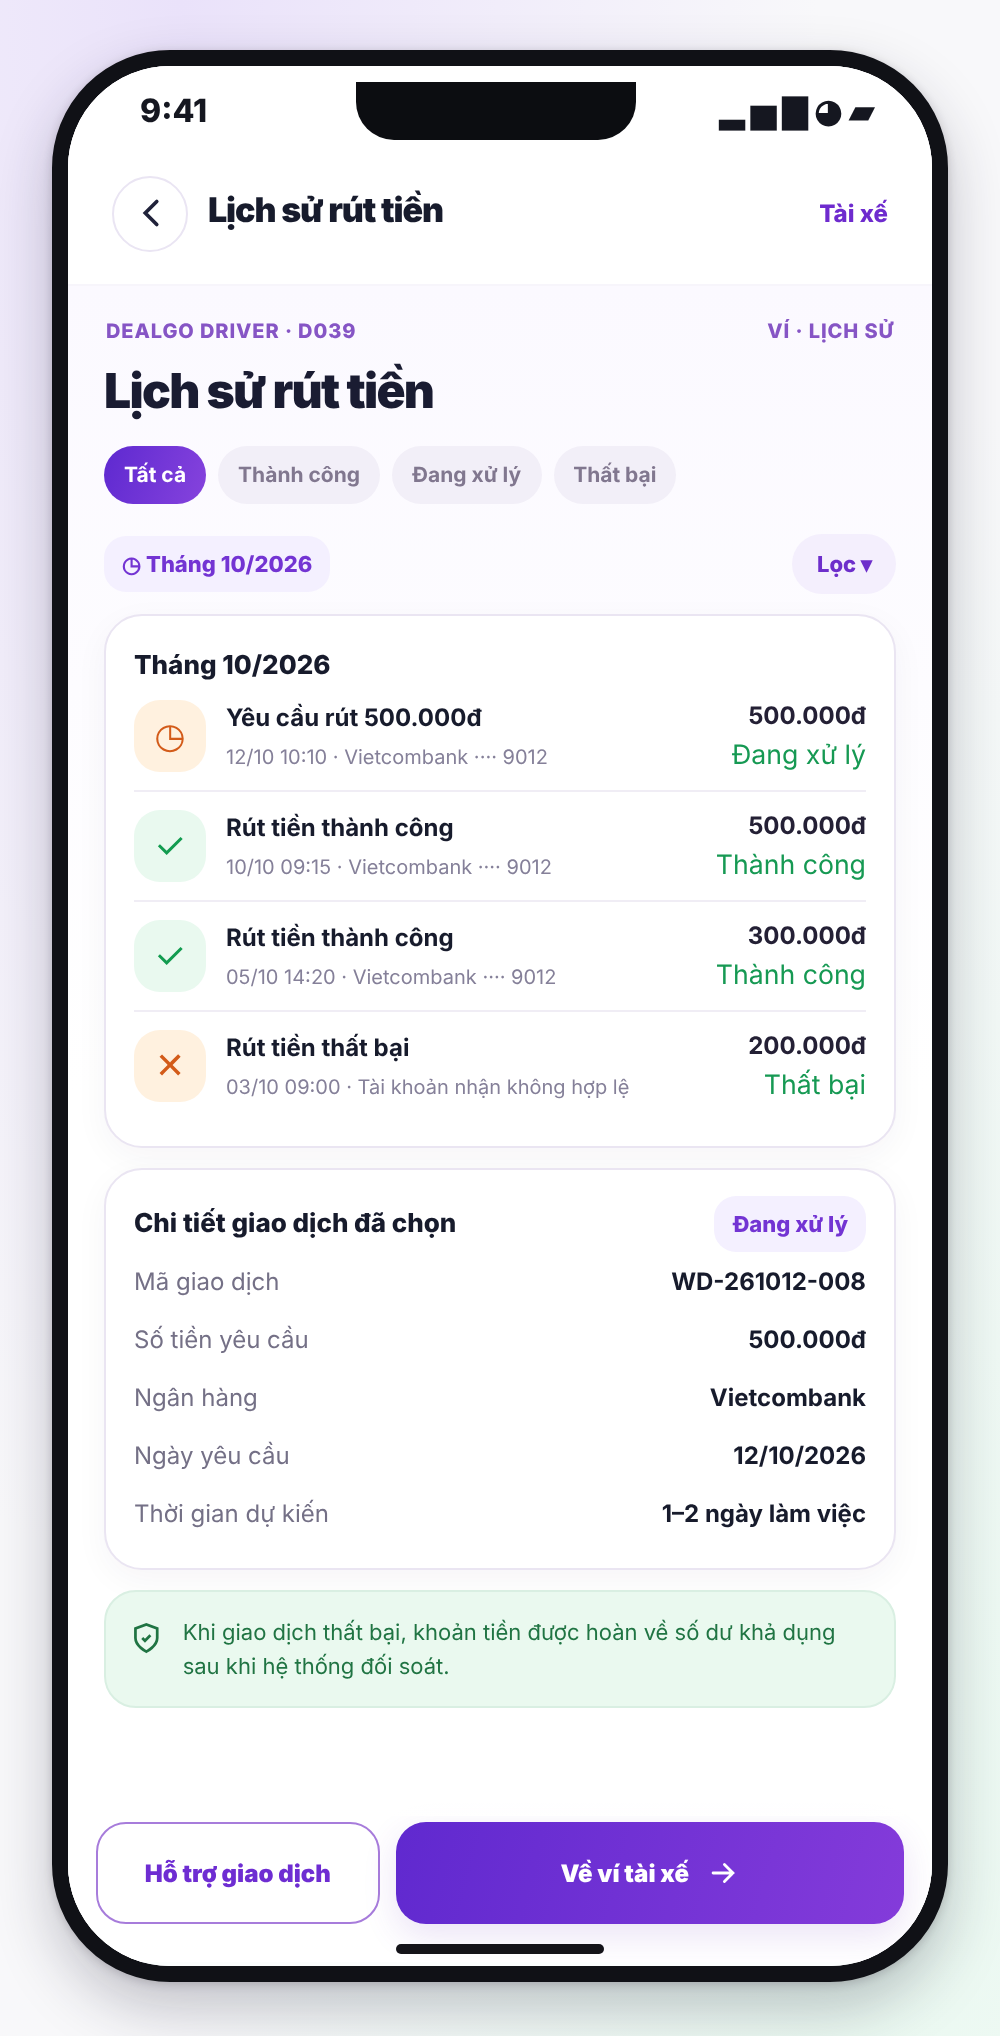 9:41
Lịch sử rút tiền
Tài xế
DEALGO DRIVER · D039
VÍ · LỊCH SỬ
Lịch sử rút tiền
Tất cả
Thành công
Đang xử lý
Thất bại
Tháng 10/2026
Lọc ▾
Tháng 10/2026
Yêu cầu rút 500.000đ
500.000đ
12/10 10:10 · Vietcombank ···· 9012
Đang xử lý
Rút tiền thành công
500.000đ
10/10 09:15 · Vietcombank ···· 9012
Thành công
Rút tiền thành công
300.000đ
05/10 14:20 · Vietcombank ···· 9012
Thành công
Rút tiền thất bại
200.000đ
03/10 09:00 · Tài khoản nhận không hợp lệ
Thất bại
Chi tiết giao dịch đã chọn
Đang xử lý
Mã giao dịch
WD-261012-008
Số tiền yêu cầu
500.000đ
Ngân hàng
Vietcombank
Ngày yêu cầu
12/10/2026
Thời gian dự kiến
1–2 ngày làm việc
Khi giao dịch thất bại, khoản tiền được hoàn về số dư khả dụng
sau khi hệ thống đối soát.
Hỗ trợ giao dịch
Về ví tài xế →